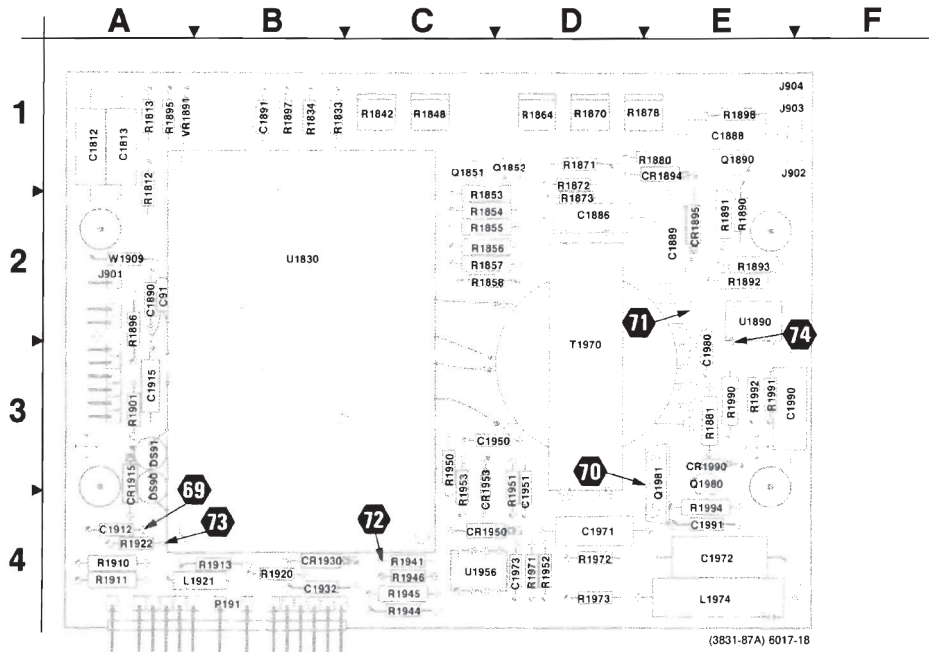 A B C D E F
1
J904
J903
R1813
R1895
VR1891
C1891
R1897
R1834
R1833
R1842
R1848
R1864
R1870
R1878
R1898
C1812
C1813
C1888
Q1851
Q1852
R1871
R1880
CR1894
Q1890
J902
R1812
R1853
R1872
R1873
R1854
C1886
R1855
R1891
R1890
CR1895
C1889
2
W1909
J901
U1830
R1856
R1857
R1858
R1893
R1892
C1890
C91
R1896
71
U1890
74
T1970
C1980
3
C1915
R1901
R1881
R1990
R1992
R1991
C1990
C1950
DS91
DS90
CR1915
R1950
R1953
CR1953
R1951
C1951
70
Q1981
CR1990
Q1980
69
73
72
R1994
C1991
C1912
R1922
CR1950
C1971
4
R1910
R1911
R1913
L1921
R1920
CR1930
C1932
R1941
R1946
R1945
R1944
U1956
C1973
R1971
R1952
R1972
R1973
C1972
L1974
P191
(3831-87A) 6017-18